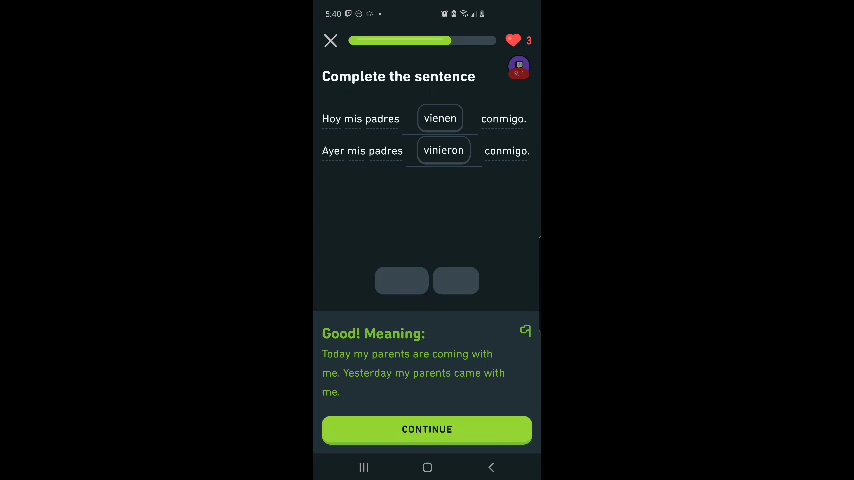 5:40
3
Complete the sentence
Hoy mis padres vienen conmigo.
Ayer mis padres vinieron conmigo.
Good! Meaning:
Today my parents are coming with
me. Yesterday my parents came with
me.
CONTINUE